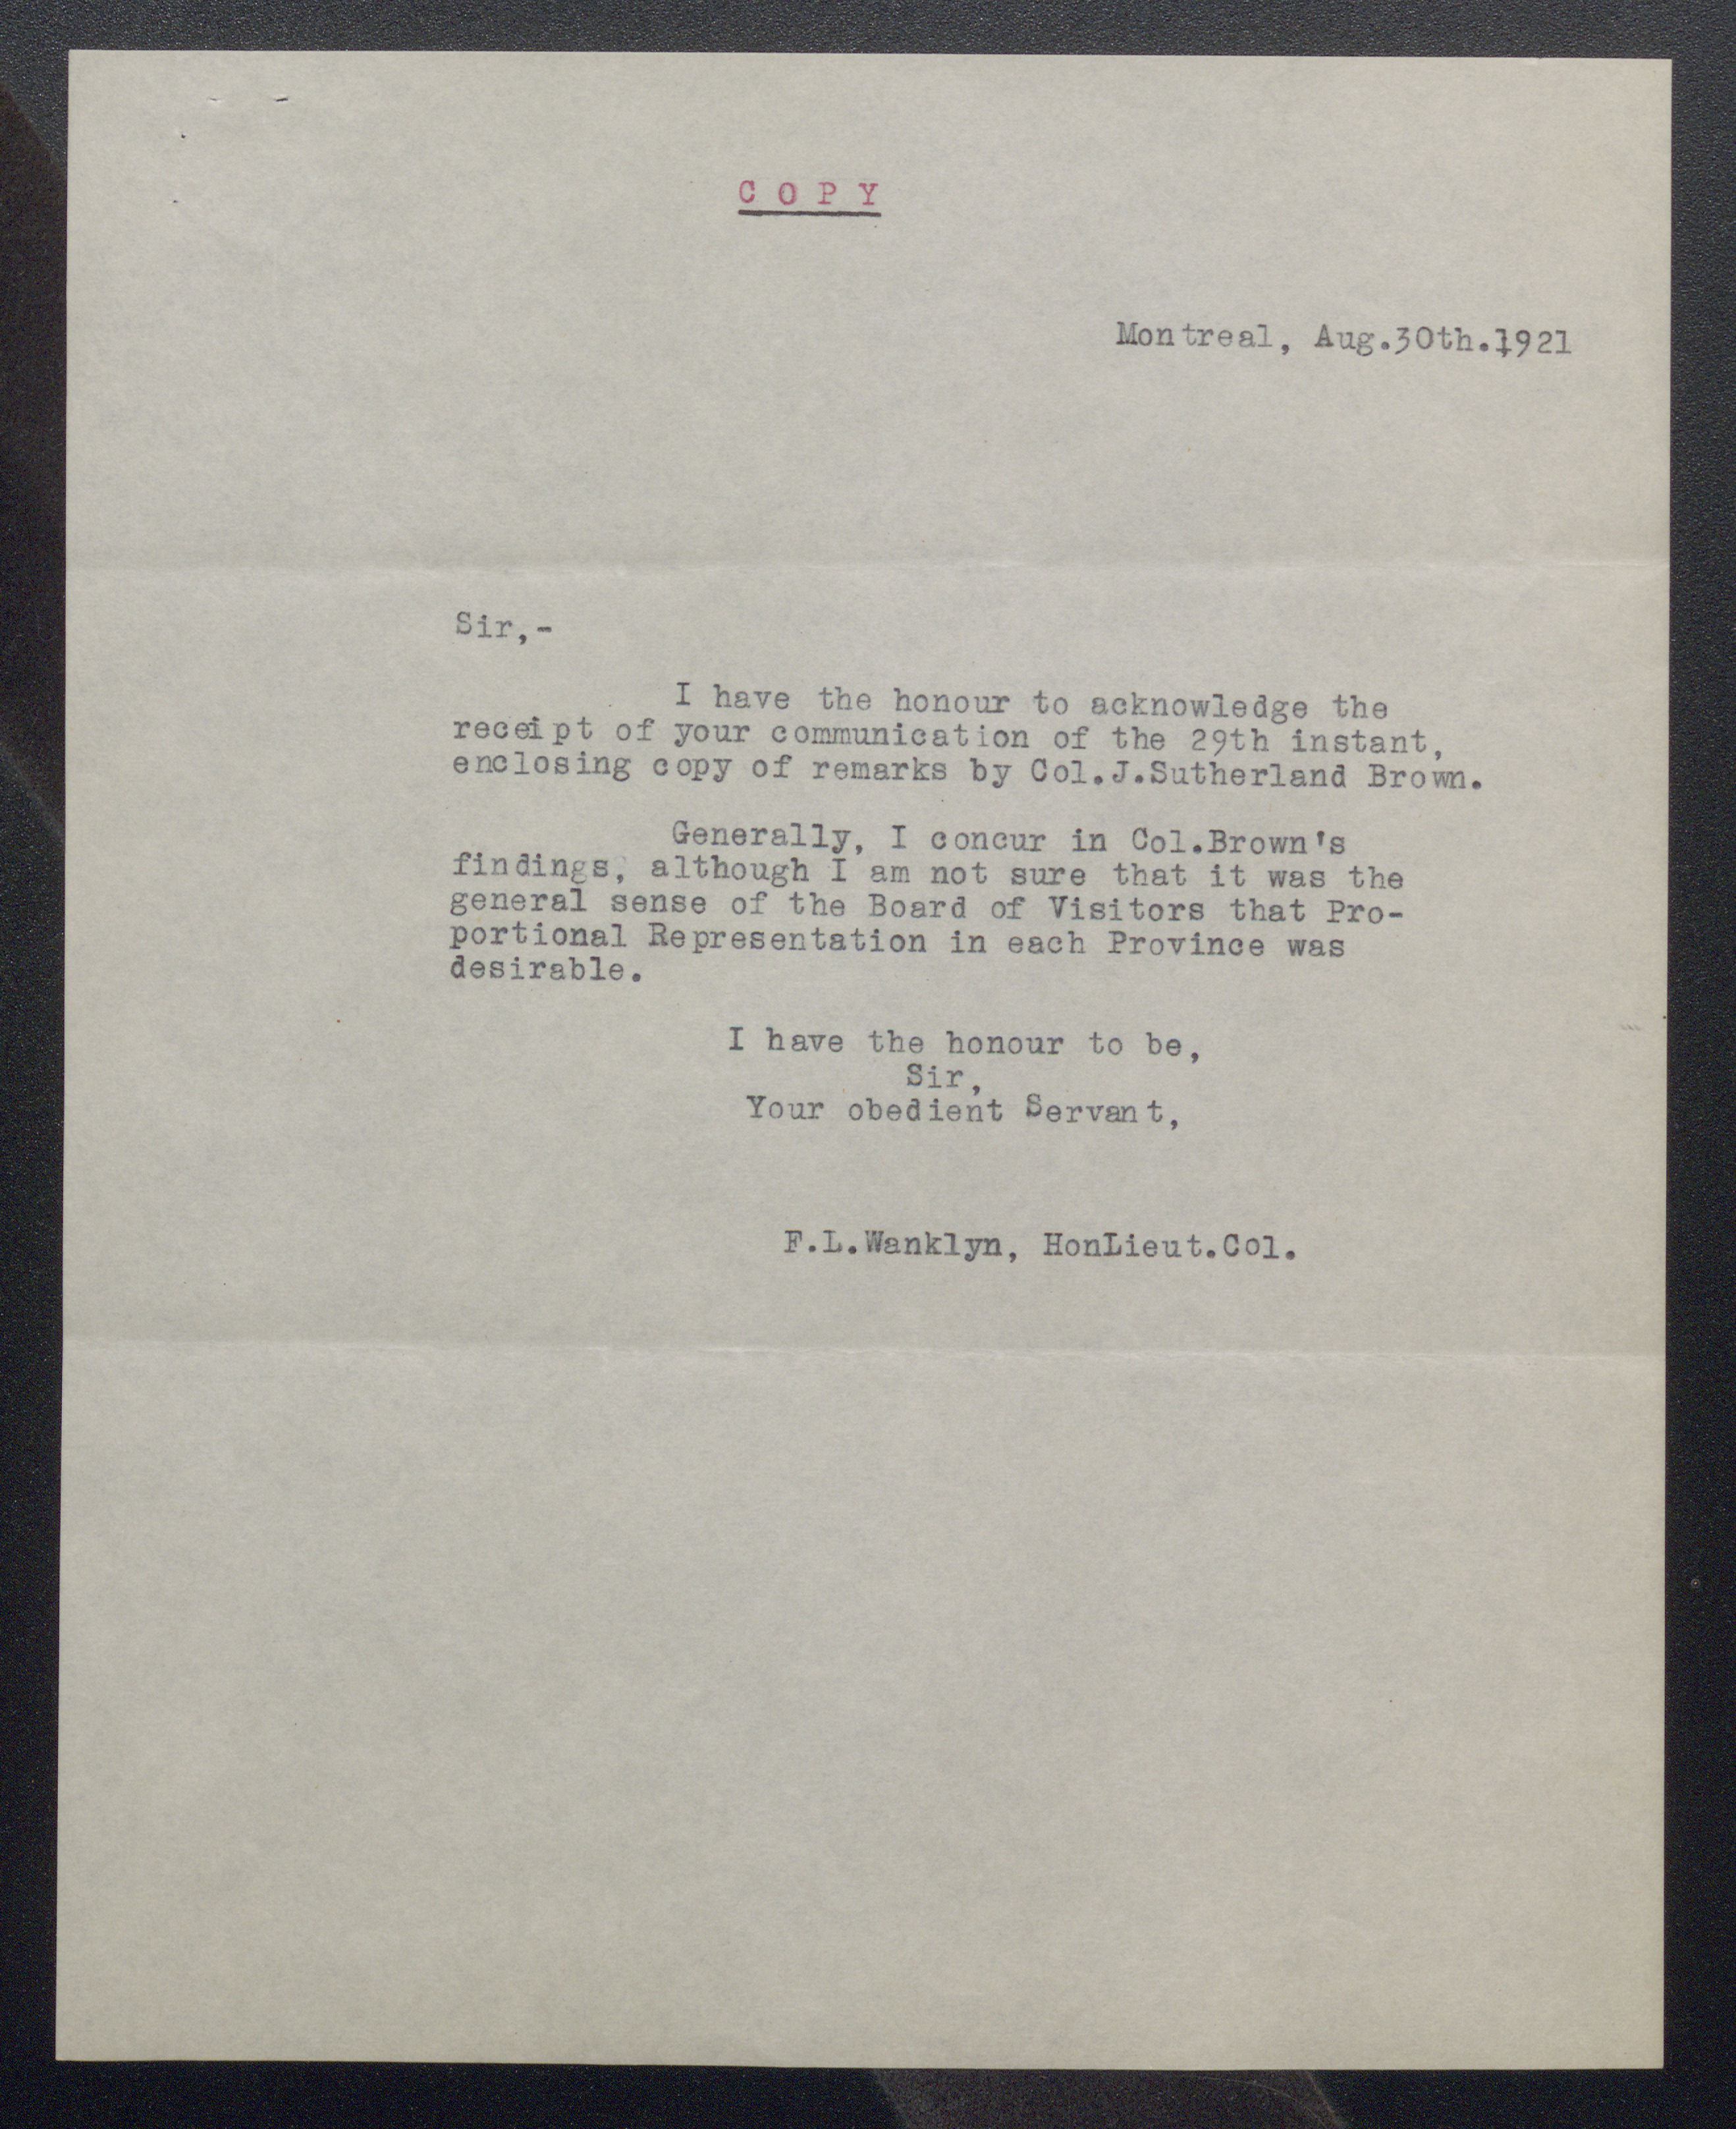 C O P Y
Montreal, Aug.30th.1921
Sir,-
I have the honour to acknowledge the
receipt of your communication of the 29th instant,
enclosing copy of remarks by Col.J.Sutherland Brown.
Generally, I concur in Col.Brown's
findings, although I am not sure that it was the
general sense of the Board of Visitors that Pro-
portional Representation in each Province was
desirable.
I have the honour to be,
Sir,
Your obedient Servant,
F.L.Wanklyn, HonLieut.Col.